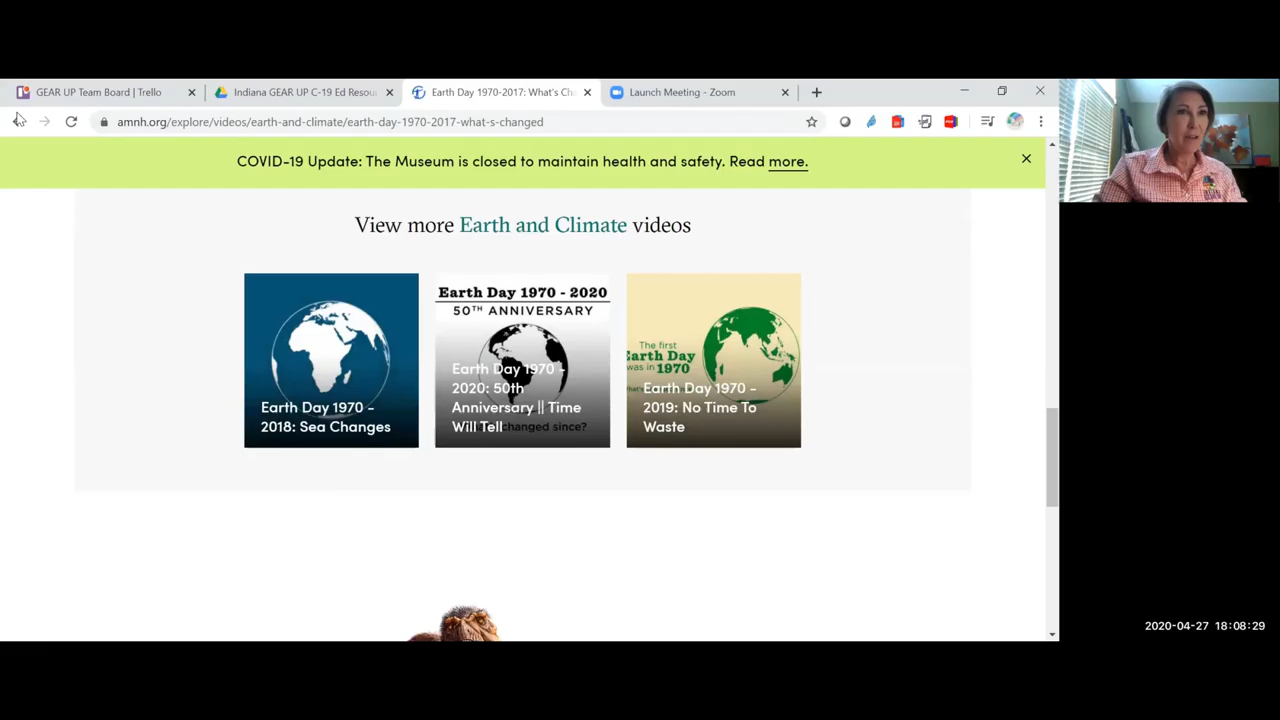 GEAR UP Team Board | Trello
Indiana GEAR UP C-19 Ed Resou
Earth Day 1970-2017: What's Ch
Launch Meeting - Zoom
amnh.org/explore/videos/earth-and-climate/earth-day-1970-2017-what-s-changed
COVID-19 Update: The Museum is closed to maintain health and safety. Read more.
View more Earth and Climate videos
Earth Day 1970 -
2018: Sea Changes
Earth Day 1970 - 2020
50TH ANNIVERSARY
Earth Day 1970 -
2020: 50th
Anniversary || Time
Will Tell
changed since?
The first
Earth Day
was in 1970
Earth Day 1970 -
2019: No Time To
Waste
2020-04-27 18:08:29